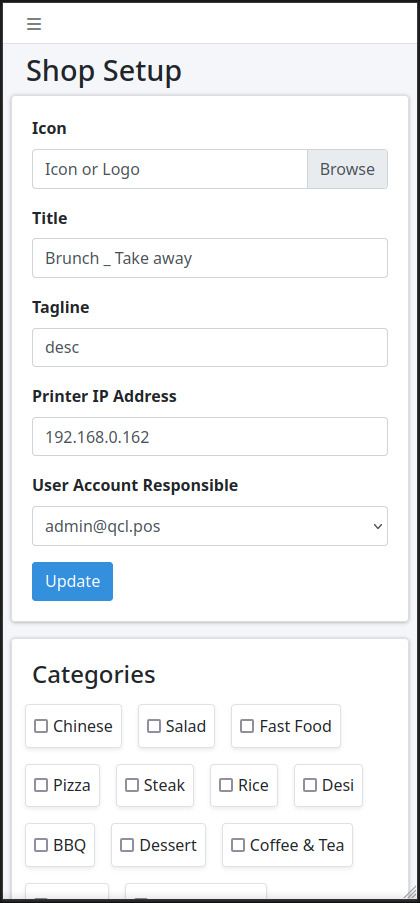 Shop Setup
Icon
Icon or Logo Browse
Title
Brunch _ Take away
Tagline
desc
Printer IP Address
192.168.0.162
User Account Responsible
admin@qcl.pos
Update
Categories
Chinese Salad Fast Food
Pizza Steak Rice Desi
BBQ Dessert Coffee & Tea